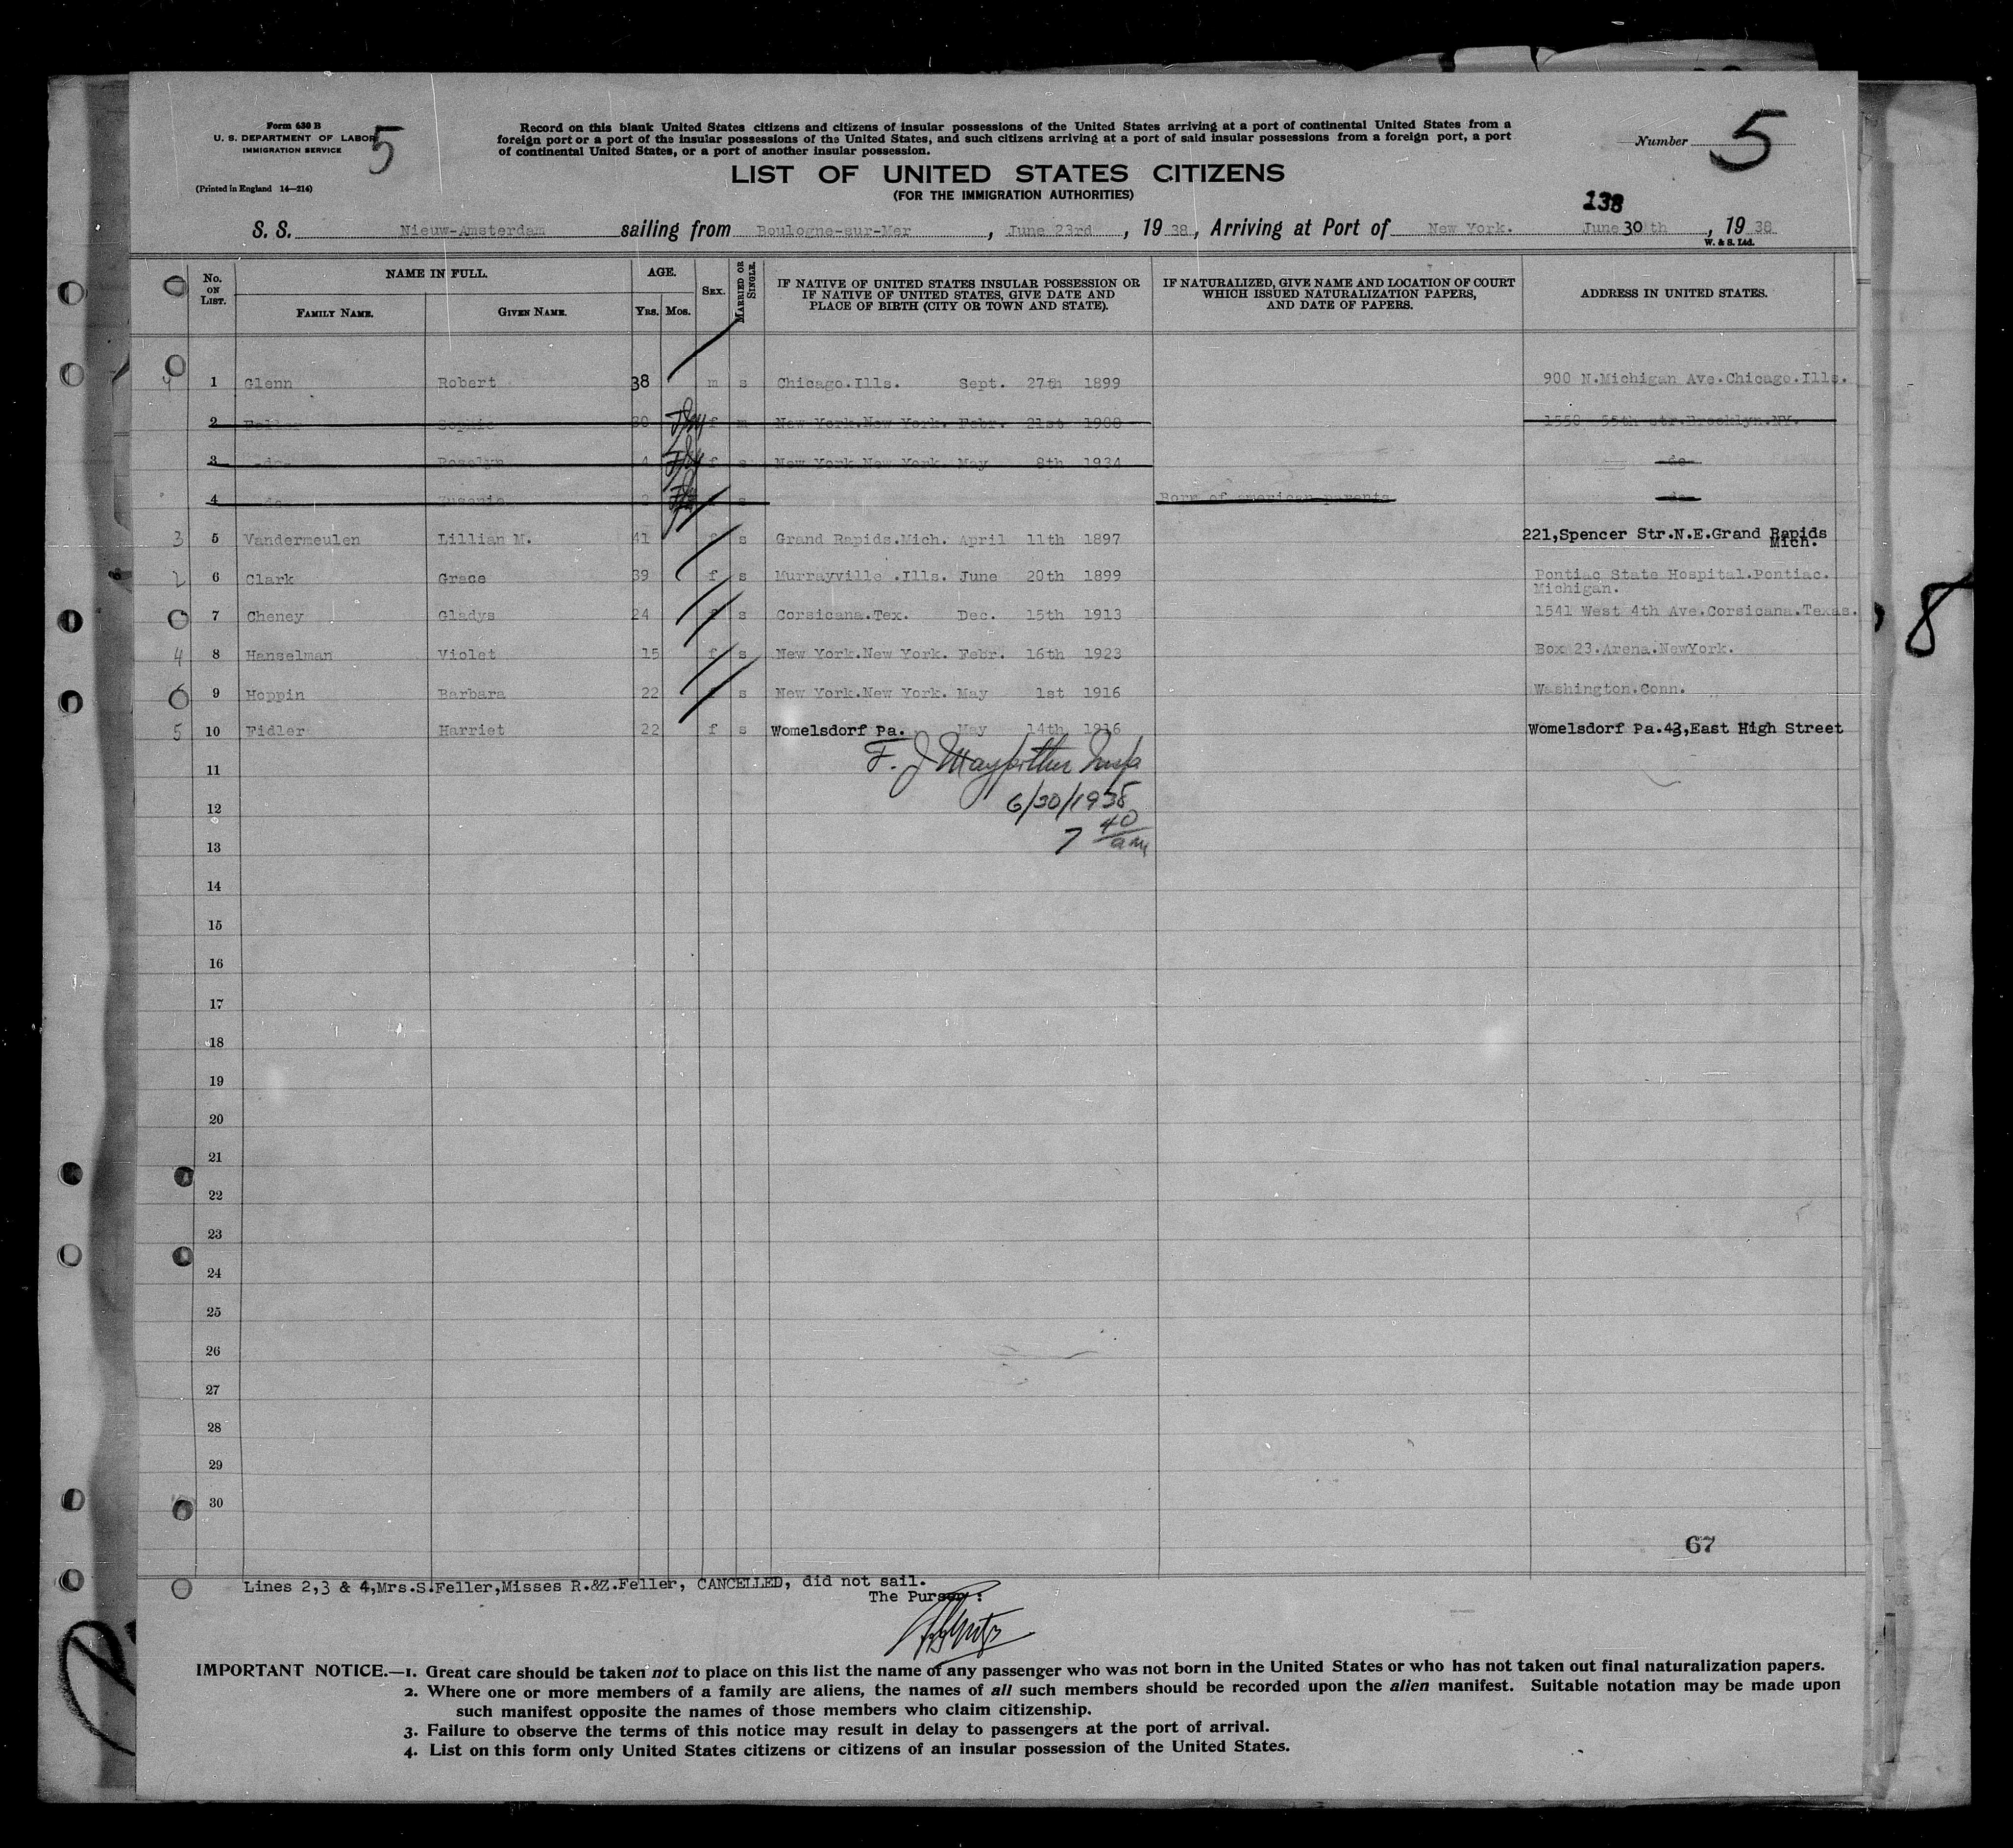 Form 630 B
U. S. DEPARTMENT OF LABOR
IMMIGRATION SERVICE
5
(Printed in England 14—214)
Record on this blank United States citizens and citizens of insular possessions of the United States arriving at a port of continental United States from a
foreign port or a port of the insular possessions of the United States, and such citizens arriving at a port of said insular possessions from a foreign port, a port
of continental United States, or a port of another insular possession.
Number 5
LIST OF UNITED STATES CITIZENS
(FOR THE IMMIGRATION AUTHORITIES)
138
S. S. Nieuw-Amsterdam sailing from Boulogne-sur-Mer, June 23rd, 1938, Arriving at Port of New York. June 30th, 1938
W. & S. Ltd.
No. ON LIST. NAME IN FULL. FAMILY NAME. GIVEN NAME. AGE. YRS. MOS. SEX. MARRIED OR SINGLE. IF NATIVE OF UNITED STATES INSULAR POSSESSION OR IF NATIVE OF UNITED STATES, GIVE DATE AND PLACE OF BIRTH (CITY OR TOWN AND STATE). IF NATURALIZED, GIVE NAME AND LOCATION OF COURT WHICH ISSUED NATURALIZATION PAPERS, AND DATE OF PAPERS. ADDRESS IN UNITED STATES.
1 Glenn Robert 38 m s Chicago.Ills. Sept. 27th 1899 900 N.Michigan Ave.Chicago.Ills.
2 Feller Sophie 30 f m New York.New York. Febr. 21st 1908 1550 55th str.Brooklyn.NY.
3 -do- Rozelyn 4 f s New York.New York. May 8th 1934 -do-
4 -do- 2 s Born of american parents -do-
3 5 Vandermeulen Lillian M. 41 f s Grand Rapids.Mich. April 11th 1897 221,Spencer Str.N.E.Grand Rapids
Mich.
2 6 Clark Grace 39 f s Murrayville .Ills. June 20th 1899 Pontiac State Hospital.Pontiac.
Michigan.
7 Cheney Gladys 24 f s Corsicana.Tex. Dec. 15th 1913 1541 West 4th Ave.Corsicana.Texas.
8
4 8 Hanselman Violet 15 f s New York.New York. Febr. 16th 1923 Box 23.Arena.NewYork.
9 Hoppin Barbara 22 f s New York.New York. May 1st 1916 Washington.Conn.
5 10 Fidler Harriet 22 f s Womelsdorf Pa. May 14th 1916 Womelsdorf Pa.43,East High Street
F. J.
11
6/30/1938
12
7 40/am
13
14
15
16
17
18
19
20
21
22
23
24
25
26
27
28
29
30
67
Lines 2,3 & 4,Mrs.S.Feller,Misses R.&Z.Feller, CANCELLED, did not sail.
The Purser :
IMPORTANT NOTICE.—1. Great care should be taken not to place on this list the name of any passenger who was not born in the United States or who has not taken out final naturalization papers.
2. Where one or more members of a family are aliens, the names of all such members should be recorded upon the alien manifest. Suitable notation may be made upon
such manifest opposite the names of those members who claim citizenship.
3. Failure to observe the terms of this notice may result in delay to passengers at the port of arrival.
4. List on this form only United States citizens or citizens of an insular possession of the United States.